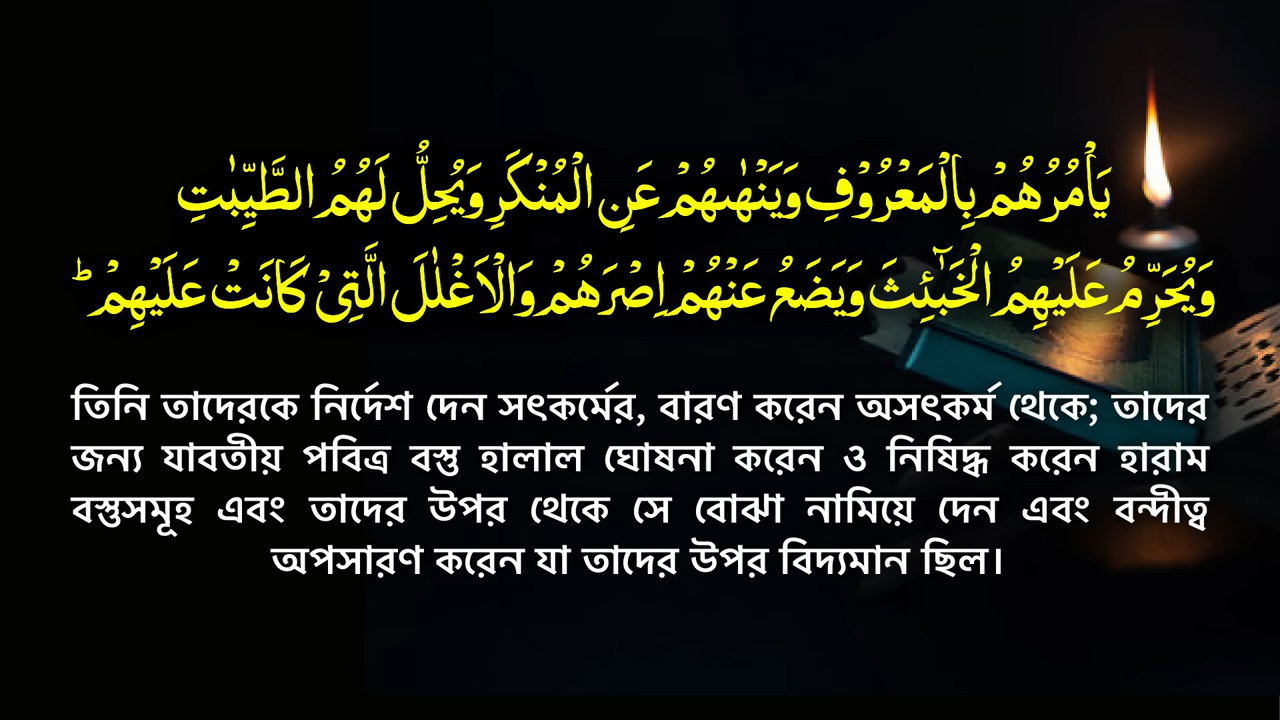 يَأْمُرُهُمْ بِالْمَعْرُوْفِ وَيَنْهٰىهُمْ عَنِ الْمُنْكَرِ وَيُحِلُّ لَهُمُ الطَّيِّبٰتِ
وَيُحَرِّمُ عَلَيْهِمُ الْخَبٰٓئِثَ وَيَضَعُ عَنْهُمْ اِصْرَهُمْ وَالْاَغْلٰلَ الَّتِىْ كَانَتْ عَلَيْهِمْ ؕ
তিনি তাদেরকে নির্দেশ দেন সৎকর্মের, বারণ করেন অসৎকর্ম থেকে; তাদের
জন্য যাবতীয় পবিত্র বস্তু হালাল ঘোষনা করেন ও নিষিদ্ধ করেন হারাম
বস্তুসমূহ এবং তাদের উপর থেকে সে বোঝা নামিয়ে দেন এবং বন্দীত্ব
অপসারণ করেন যা তাদের উপর বিদ্যমান ছিল।